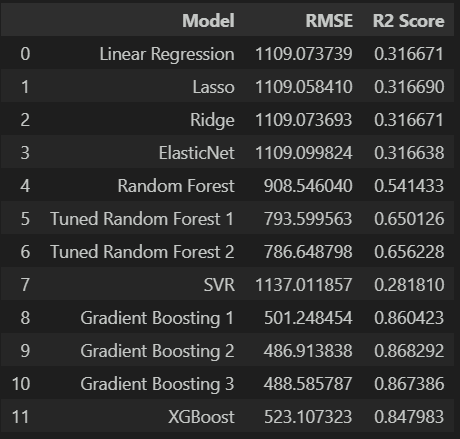 Model RMSE R2 Score
0 Linear Regression 1109.073739 0.316671
1 Lasso 1109.058410 0.316690
2 Ridge 1109.073693 0.316671
3 ElasticNet 1109.099824 0.316638
4 Random Forest 908.546040 0.541433
5 Tuned Random Forest 1 793.599563 0.650126
6 Tuned Random Forest 2 786.648798 0.656228
7 SVR 1137.011857 0.281810
8 Gradient Boosting 1 501.248454 0.860423
9 Gradient Boosting 2 486.913838 0.868292
10 Gradient Boosting 3 488.585787 0.867386
11 XGBoost 523.107323 0.847983